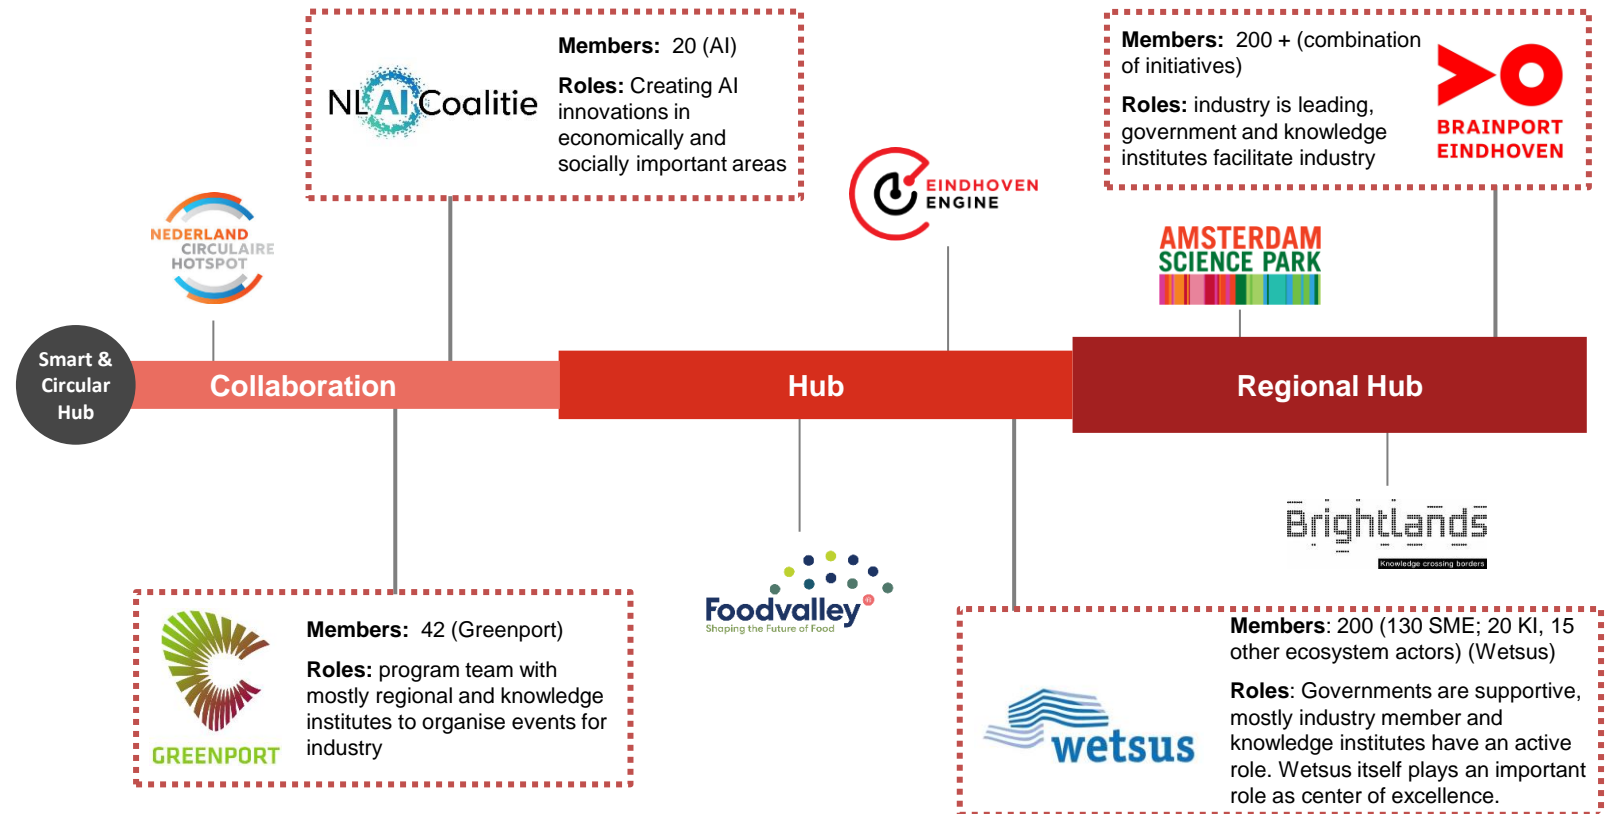 Members: 20 (AI)
Roles: Creating AI
innovations in
economically and
socially important areas
NL AI Coalitie
Members: 200 + (combination
of initiatives)
Roles: industry is leading,
government and knowledge
institutes facilitate industry
BRAINPORT
EINDHOVEN
NEDERLAND
CIRCULAIRE
HOTSPOT
EINDHOVEN
ENGINE
AMSTERDAM
SCIENCE PARK
Smart &
Circular
Hub
Collaboration
Hub
Regional Hub
Brightlands
Knowledge crossing borders
Foodvalley
Shaping the Future of Food
GREENPORT
Members: 42 (Greenport)
Roles: program team with
mostly regional and knowledge
institutes to organise events for
industry
wetsus
Members: 200 (130 SME; 20 KI, 15
other ecosystem actors) (Wetsus)
Roles: Governments are supportive,
mostly industry member and
knowledge institutes have an active
role. Wetsus itself plays an important
role as center of excellence.